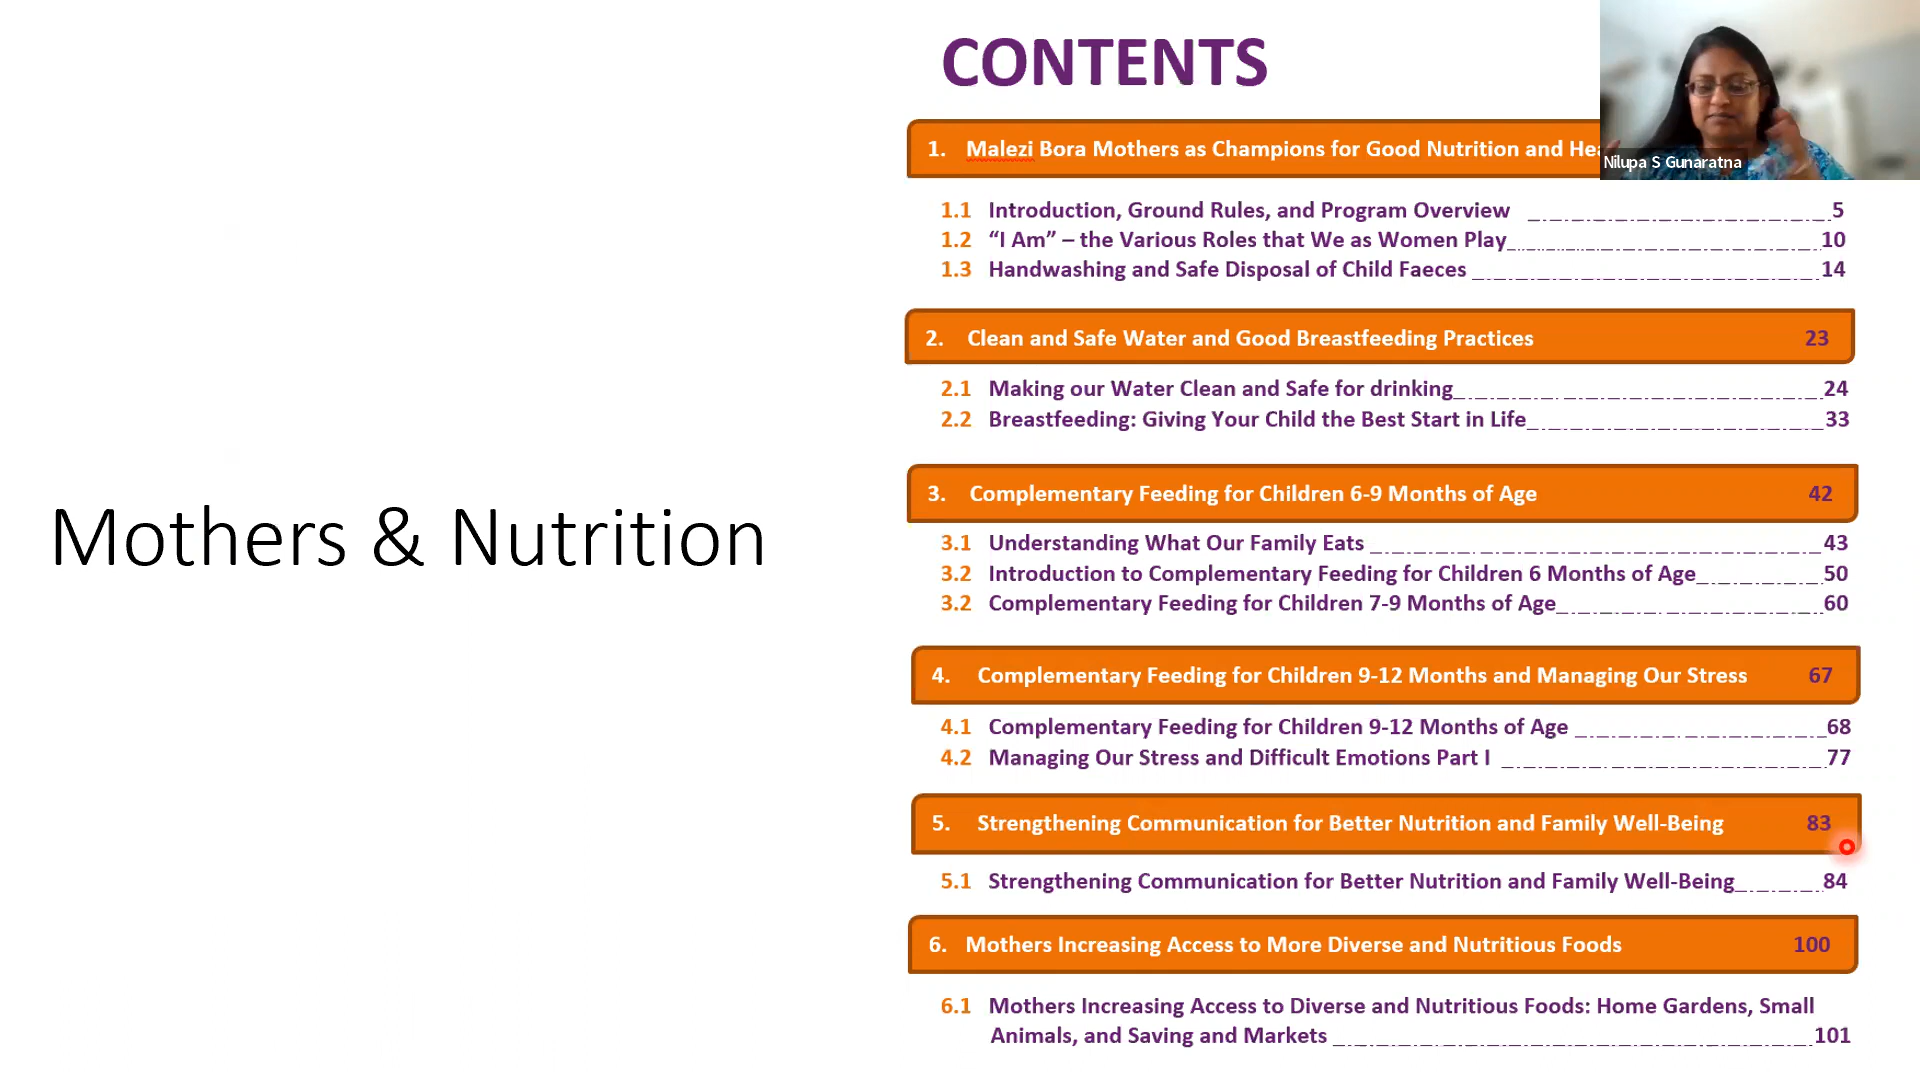 CONTENTS
Nilupa S Gunaratna
1. Malezi Bora Mothers as Champions for Good Nutrition and
1.1 Introduction, Ground Rules, and Program Overview 5
1.2 “I Am” – the Various Roles that We as Women Play 10
1.3 Handwashing and Safe Disposal of Child Faeces 14
2. Clean and Safe Water and Good Breastfeeding Practices 23
2.1 Making our Water Clean and Safe for drinking 24
2.2 Breastfeeding: Giving Your Child the Best Start in Life 33
3. Complementary Feeding for Children 6-9 Months of Age 42
3.1 Understanding What Our Family Eats 43
Mothers & Nutrition
3.2 Introduction to Complementary Feeding for Children 6 Months of Age 50
3.2 Complementary Feeding for Children 7-9 Months of Age 60
4. Complementary Feeding for Children 9-12 Months and Managing Our Stress 67
4.1 Complementary Feeding for Children 9-12 Months of Age 68
4.2 Managing Our Stress and Difficult Emotions Part I 77
5. Strengthening Communication for Better Nutrition and Family Well-Being 83
5.1 Strengthening Communication for Better Nutrition and Family Well-Being 84
6. Mothers Increasing Access to More Diverse and Nutritious Foods 100
6.1 Mothers Increasing Access to Diverse and Nutritious Foods: Home Gardens, Small
Animals, and Saving and Markets 101